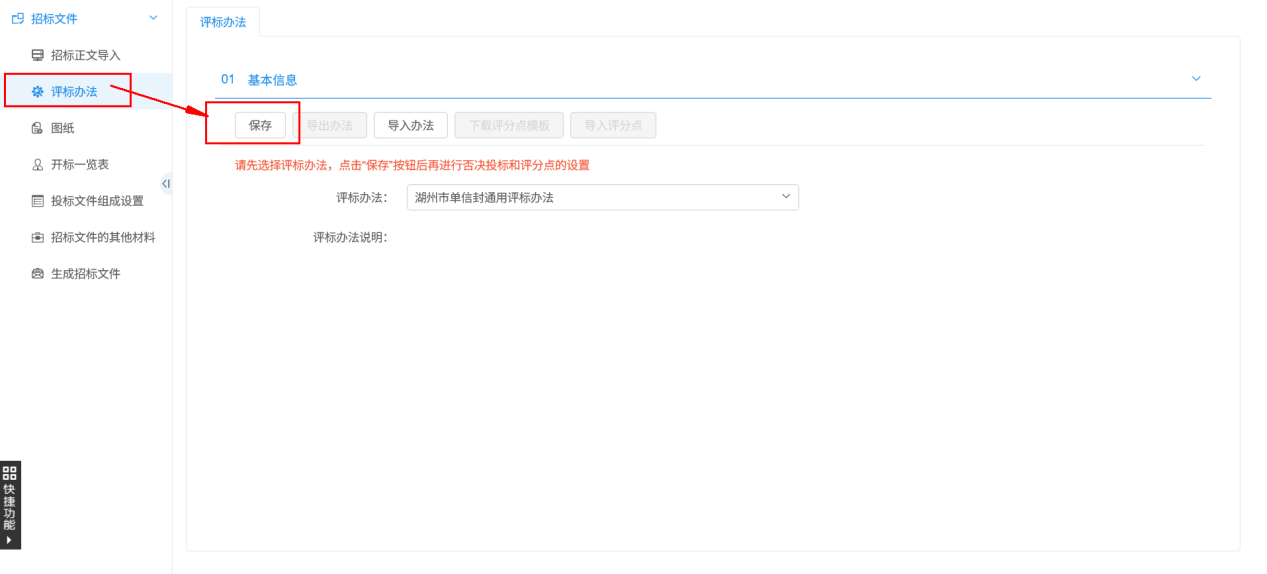 招标文件
招标正文导入
评标办法
图纸
开标一览表
投标文件组成设置
招标文件的其他材料
生成招标文件
快捷功能
评标办法
01 基本信息
保存 导出办法 导入办法 下载评分点模板 导入评分点
请先选择评标办法，点击“保存”按钮后再进行否决投标和评分点的设置
评标办法： 湖州市单信封通用评标办法
评标办法说明：